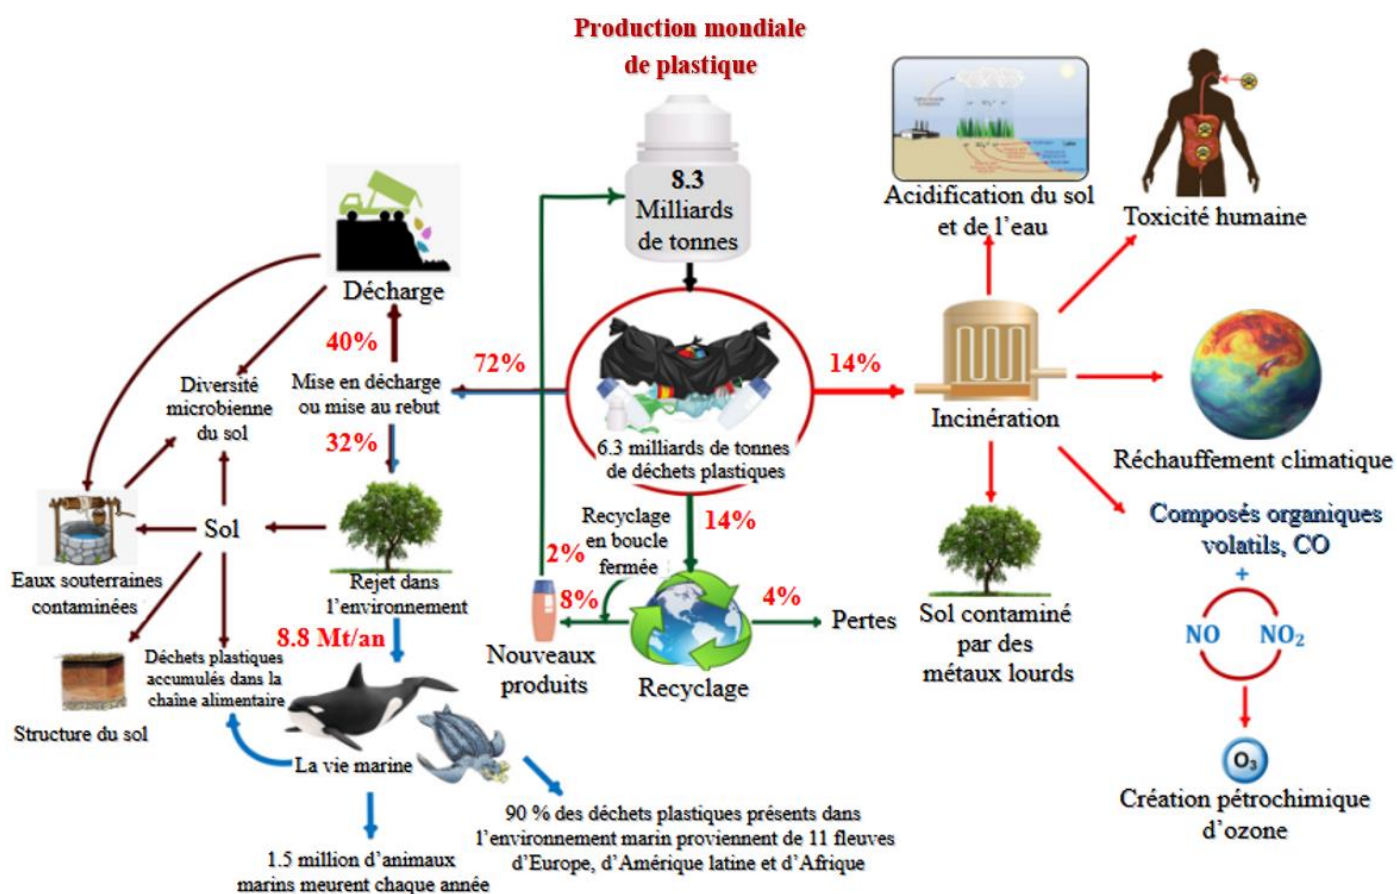 Production mondiale
de plastique
8.3
Milliards
de tonnes
Acidification du sol
et de l'eau
Toxicité humaine
Décharge
40%
72%
14%
Diversité
microbienne
du sol
Mise en décharge
ou mise au rebut
32%
6.3 milliards de tonnes
de déchets plastiques
Incinération
Réchauffement climatique
Sol
Eaux souterraines
contaminées
Rejet dans
l'environnement
Recyclage
en boucle
fermée
14%
2%
8%
4%
Pertes
Composés organiques
volatils, CO
+
NO
NO2
Sol contaminé
par des
métaux lourds
8.8 Mt/an
Nouveaux
produits
Recyclage
Déchets plastiques
accumulés dans la
chaîne alimentaire
Structure du sol
La vie marine
O3
Création pétrochimique
d'ozone
90 % des déchets plastiques présents dans
l'environnement marin proviennent de 11 fleuves
d'Europe, d'Amérique latine et d'Afrique
1.5 million d'animaux
marins meurent chaque année